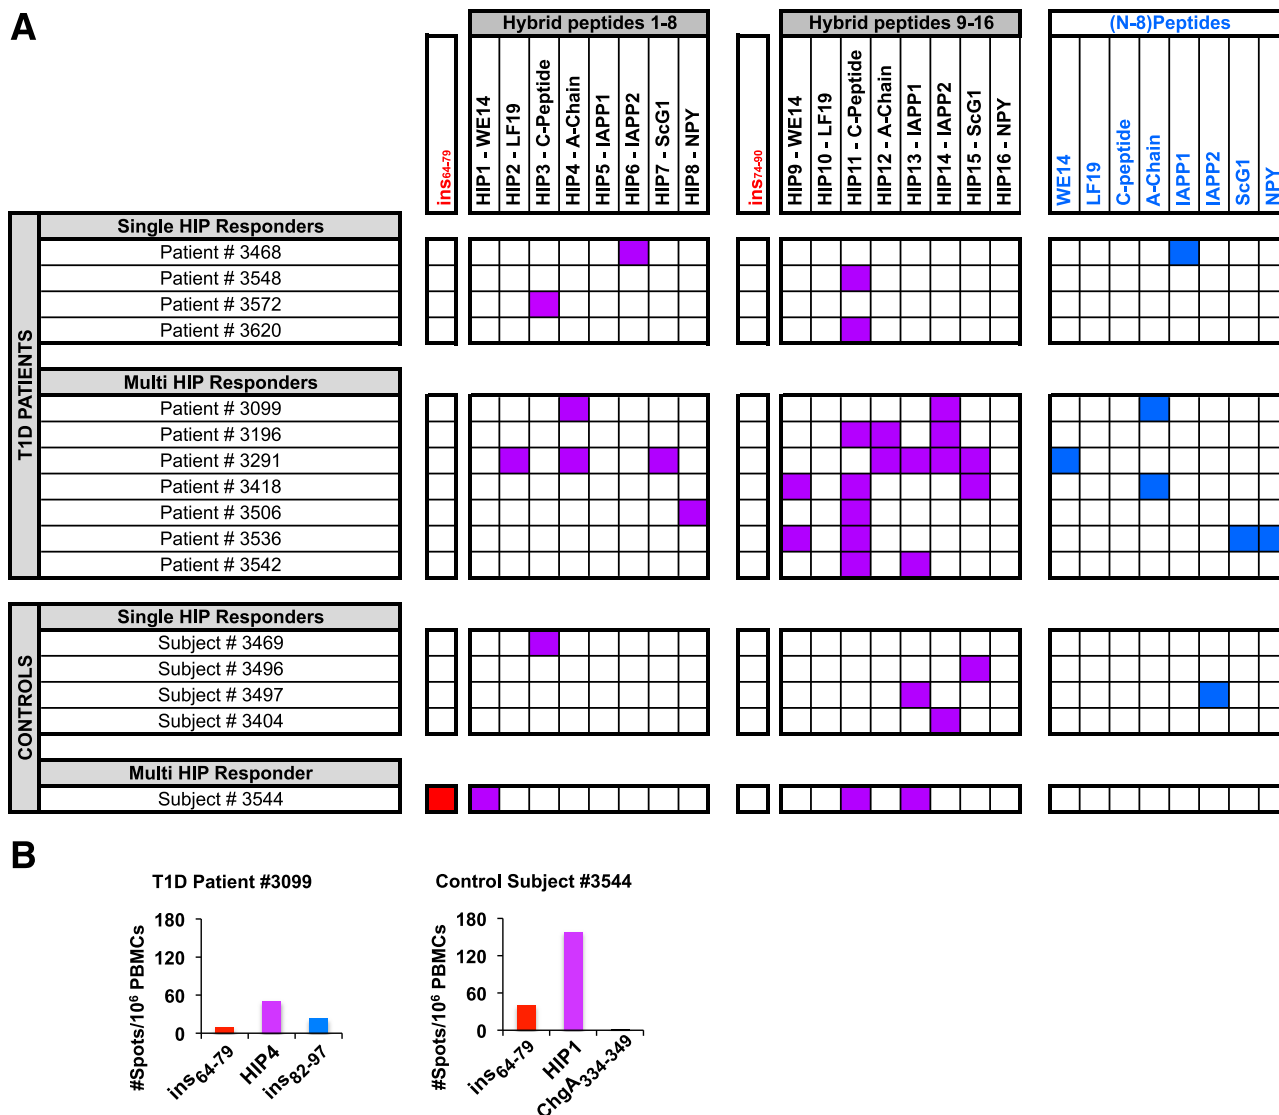 A
Hybrid peptides 1-8
Hybrid peptides 9-16
(N-8)Peptides
ins64-79
HIP1 - WE14
HIP2 - LF19
HIP3 - C-Peptide
HIP4 - A-Chain
HIP5 - IAPP1
HIP6 - IAPP2
HIP7 - ScG1
HIP8 - NPY
ins74-90
HIP9 - WE14
HIP10 - LF19
HIP11 - C-Peptide
HIP12 - A-Chain
HIP13 - IAPP1
HIP14 - IAPP2
HIP15 - ScG1
HIP16 - NPY
WE14
LF19
C-peptide
A-Chain
IAPP1
IAPP2
ScG1
NPY
T1D PATIENTS
Single HIP Responders
Patient # 3468
Patient # 3548
Patient # 3572
Patient # 3620
Multi HIP Responders
Patient # 3099
Patient # 3196
Patient # 3291
Patient # 3418
Patient # 3506
Patient # 3536
Patient # 3542
CONTROLS
Single HIP Responders
Subject # 3469
Subject # 3496
Subject # 3497
Subject # 3404
Multi HIP Responder
Subject # 3544
B
T1D Patient #3099
#Spots/10⁶ PBMCs
180
120
60
0
ins64-79
HIP4
ins82-97
Control Subject #3544
#Spots/10⁶ PBMCs
180
120
60
0
ins64-79
HIP1
ChgA334-349